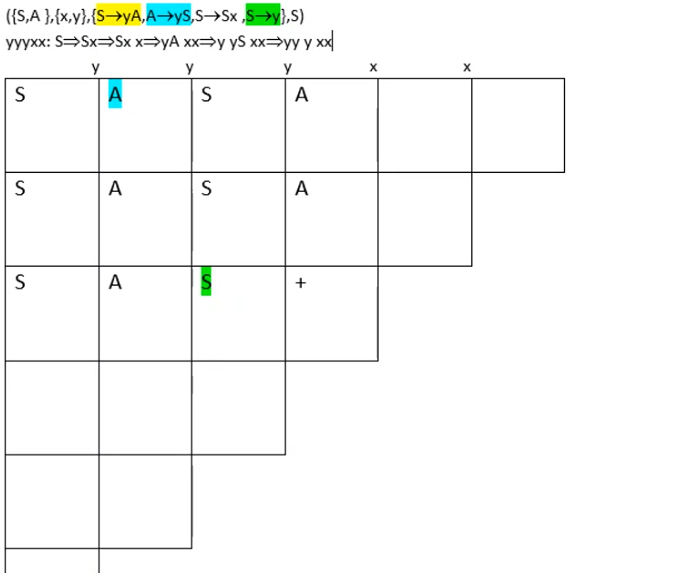 ({S,A },{x,y},{S→yA,A→yS,S→Sx ,S→y},S)
yyyxx: S⇒Sx⇒Sx x⇒yA xx⇒y yS xx⇒yy y xx
y y y x x
S A S A
S A S A
S A S +